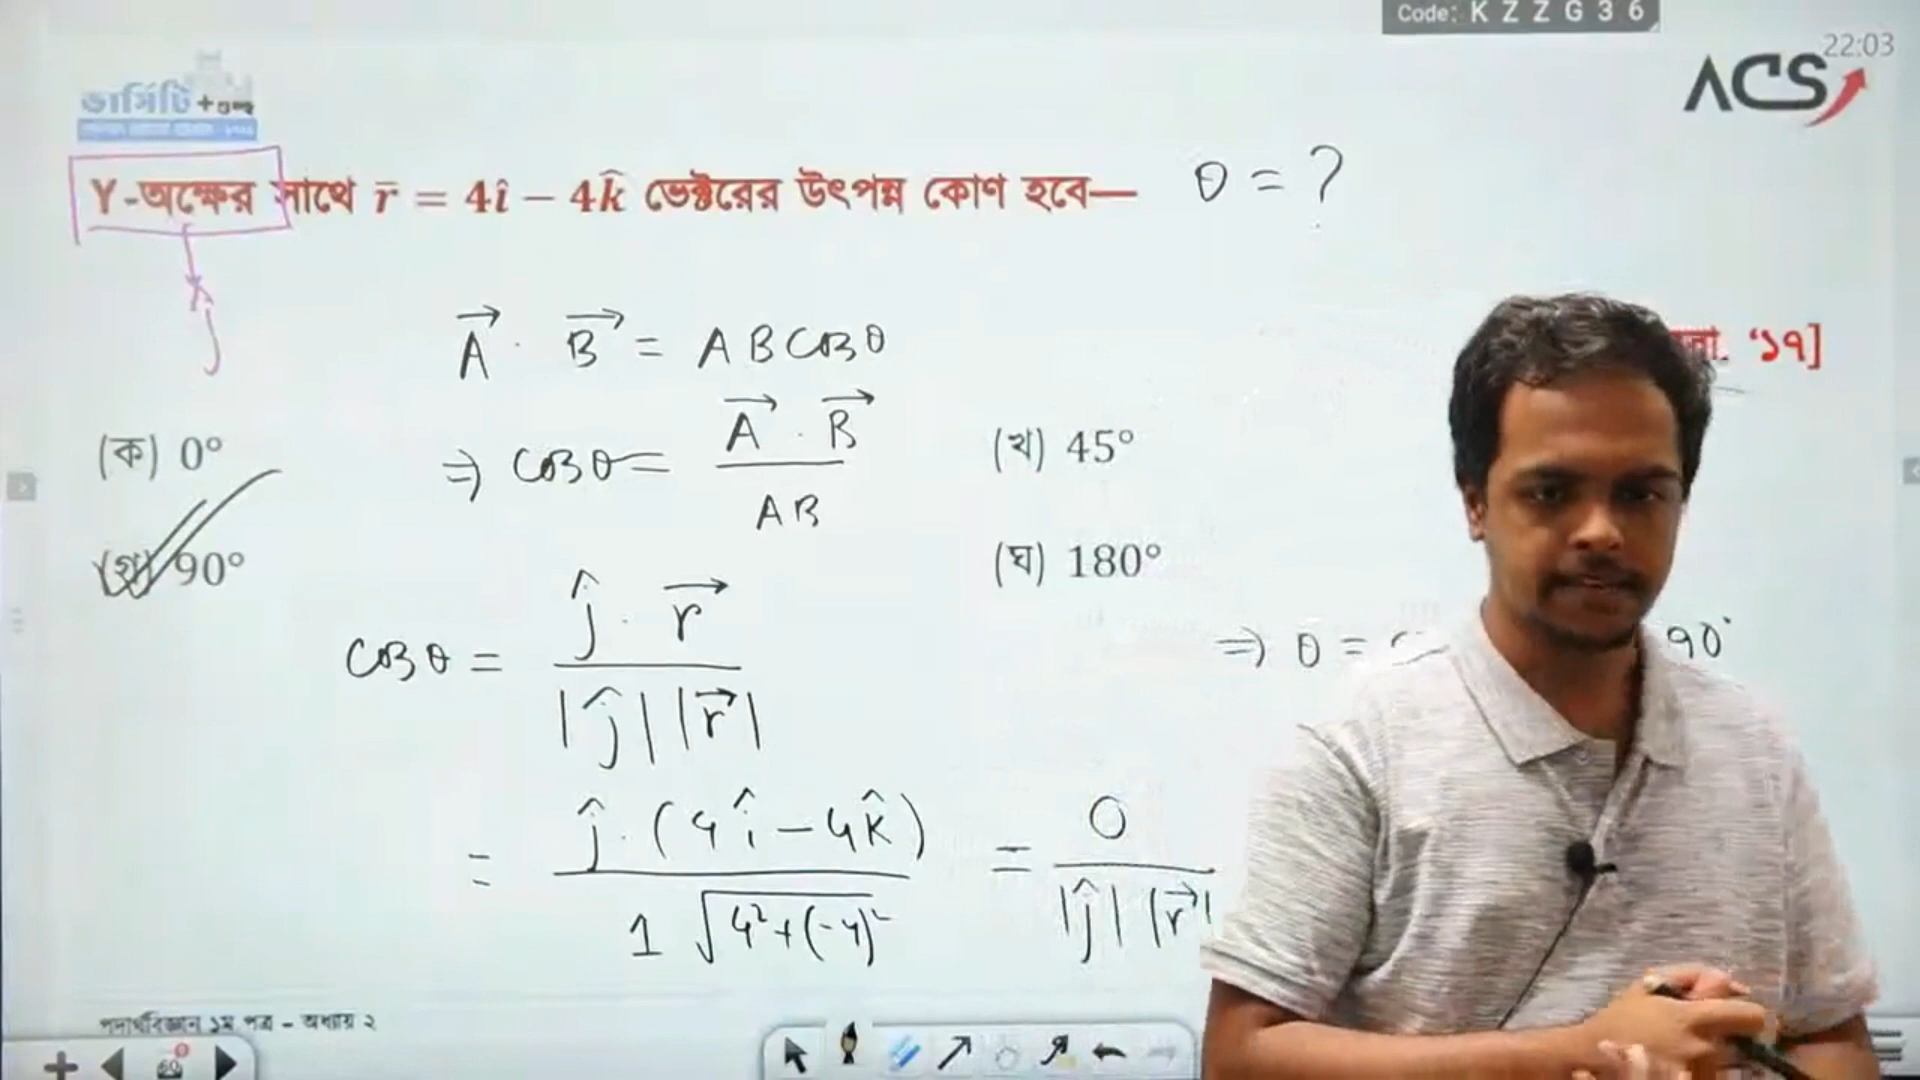 Code: K Z Z G 3 6
22:03
ভার্সিটি +
ACS
Y-অক্ষের সাথে r̄ = 4î − 4k̂ ভেক্টরের উৎপন্ন কোণ হবে— θ = ?
ĵ
A⃗ · B⃗ = A B cos θ
'১৭]
⇒ cos θ = A⃗ · B⃗ / AB
(ক) 0°
(খ) 45°
(গ) 90°
(ঘ) 180°
cos θ = ĵ · r⃗ / |ĵ| |r⃗|
⇒ θ = 90°
= ĵ · (4î − 4k̂) / 1 √4² + (-4)² = 0 / |ĵ| |r⃗|
পদার্থবিজ্ঞান ১ম পত্র – অধ্যায় ২